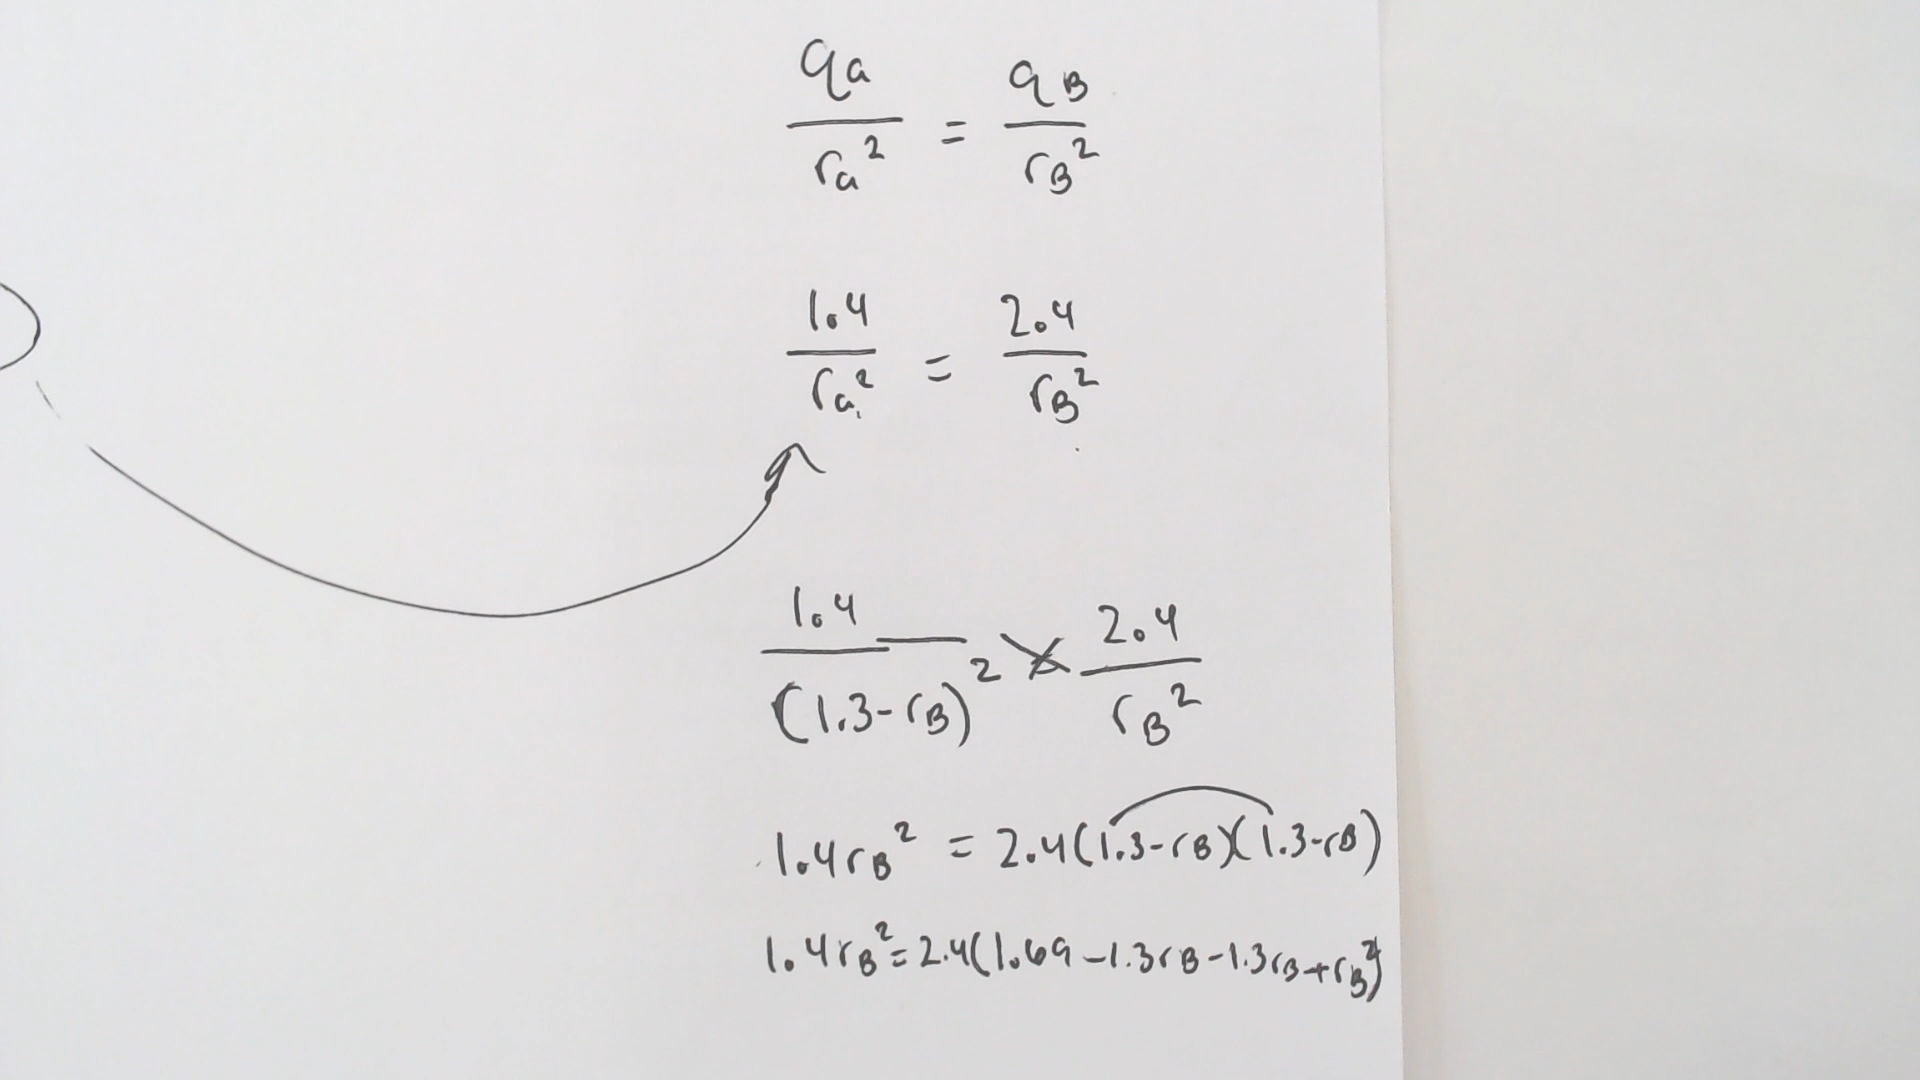 qa/ra² = qB/rB²
1.4/ra² = 2.4/rB²
1.4/(1.3-rB)² = 2.4/rB²
1.4rB² = 2.4(1.3-rB)(1.3-rB)
1.4rB² = 2.4(1.69-1.3rB-1.3rB+rB²)